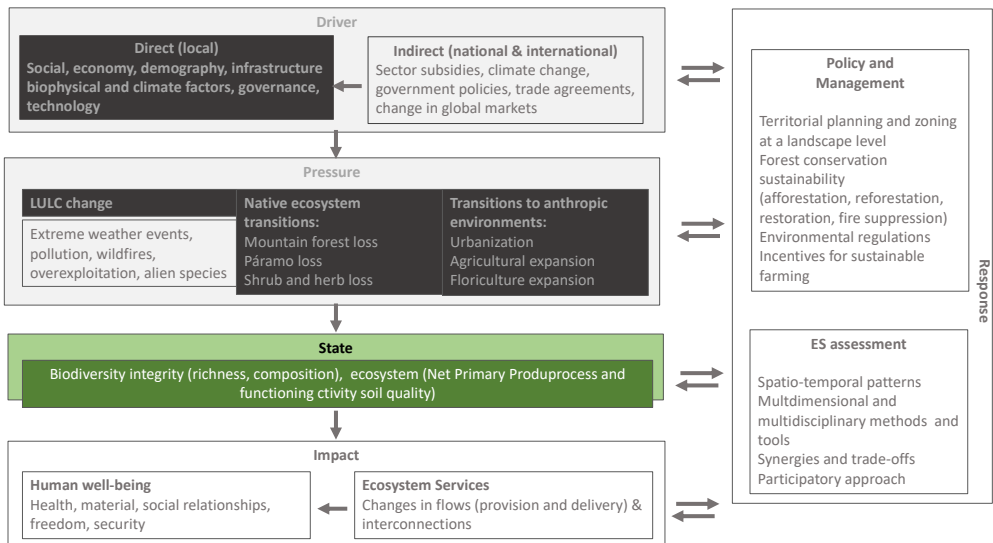 Driver
Direct (local)
Social, economy, demography, infrastructure
biophysical and climate factors, governance,
technology
Indirect (national & international)
Sector subsidies, climate change,
government policies, trade agreements,
change in global markets
Pressure
LULC change
Extreme weather events,
pollution, wildfires,
overexploitation, alien species
Native ecosystem
transitions:
Mountain forest loss
Páramo loss
Shrub and herb loss
Transitions to anthropic
environments:
Urbanization
Agricultural expansion
Floriculture expansion
State
Biodiversity integrity (richness, composition), ecosystem (Net Primary Produprocess and
functioning ctivity soil quality)
Impact
Human well-being
Health, material, social relationships,
freedom, security
Ecosystem Services
Changes in flows (provision and delivery) &
interconnections
Policy and
Management
Territorial planning and zoning
at a landscape level
Forest conservation
sustainability
(afforestation, reforestation,
restoration, fire suppression)
Environmental regulations
Incentives for sustainable
farming
ES assessment
Spatio-temporal patterns
Multdimensional and
multidisciplinary methods and
tools
Synergies and trade-offs
Participatory approach
Response